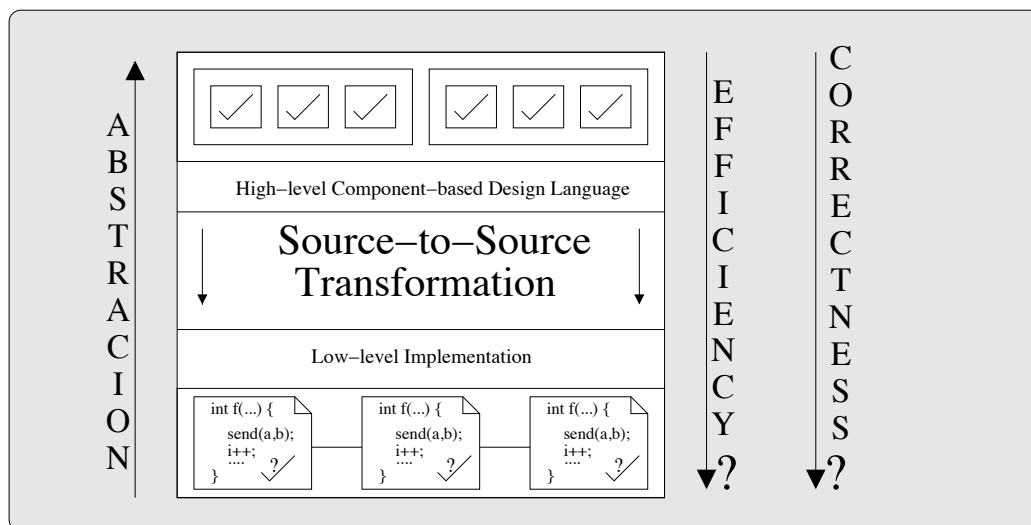 ABSTRACION
High–level Component–based Design Language
Source–to–Source
Transformation
Low–level Implementation
int f(...) {
send(a,b);
i++;
....
}
?
int f(...) {
send(a,b);
i++;
....
}
?
int f(...) {
send(a,b);
i++;
....
}
?
EFFICIENCY?
CORRECTNESS?